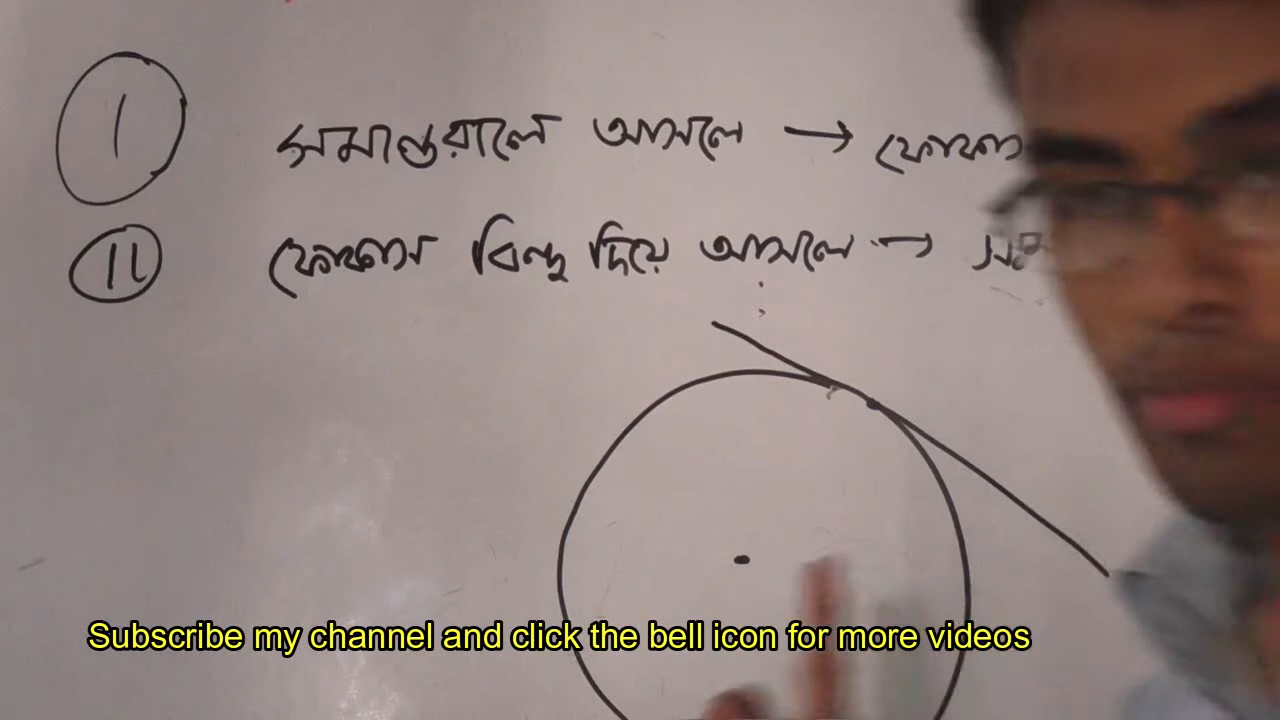 I সমান্তরালে আসলে →
II ফোকাস বিন্দু দিয়ে আসলে →
Subscribe my channel and click the bell icon for more videos